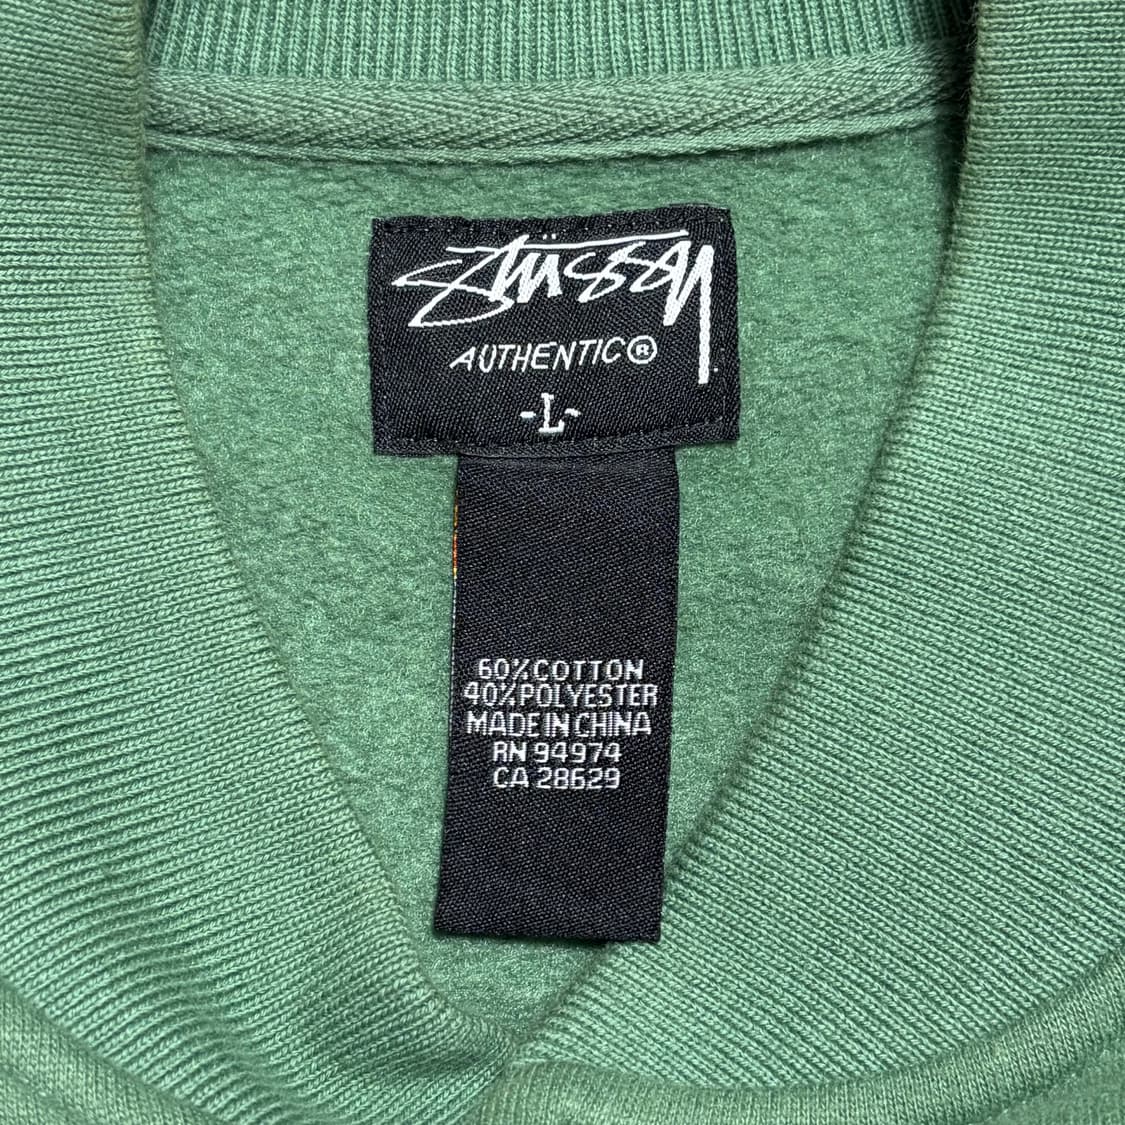 Stüssy
AUTHENTIC®
-L-
60%COTTON
40%POLYESTER
MADE IN CHINA
RN 94974
CA 28629